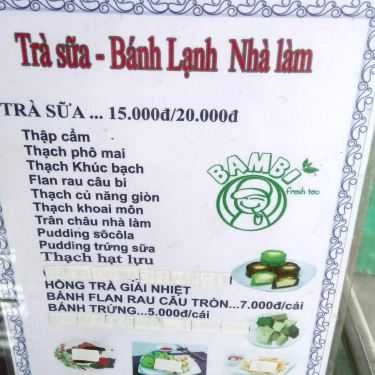 Trà sữa - Bánh Lạnh Nhà làm
TRÀ SỮA ... 15.000đ/20.000đ
Thập cẩm
Thạch phô mai
Thạch Khúc bạch
Flan rau câu bi
Thạch củ năng giòn
Thạch khoai môn
Trân châu nhà làm
Pudding sôcôla
Pudding trứng sữa
Thạch hạt lựu
BAMBI
fresh tea
HỒNG TRÀ GIẢI NHIỆT
BÁNH FLAN RAU CÂU TRÒN...7.000đ/cái
BÁNH TRỨNG...5.000đ/cái